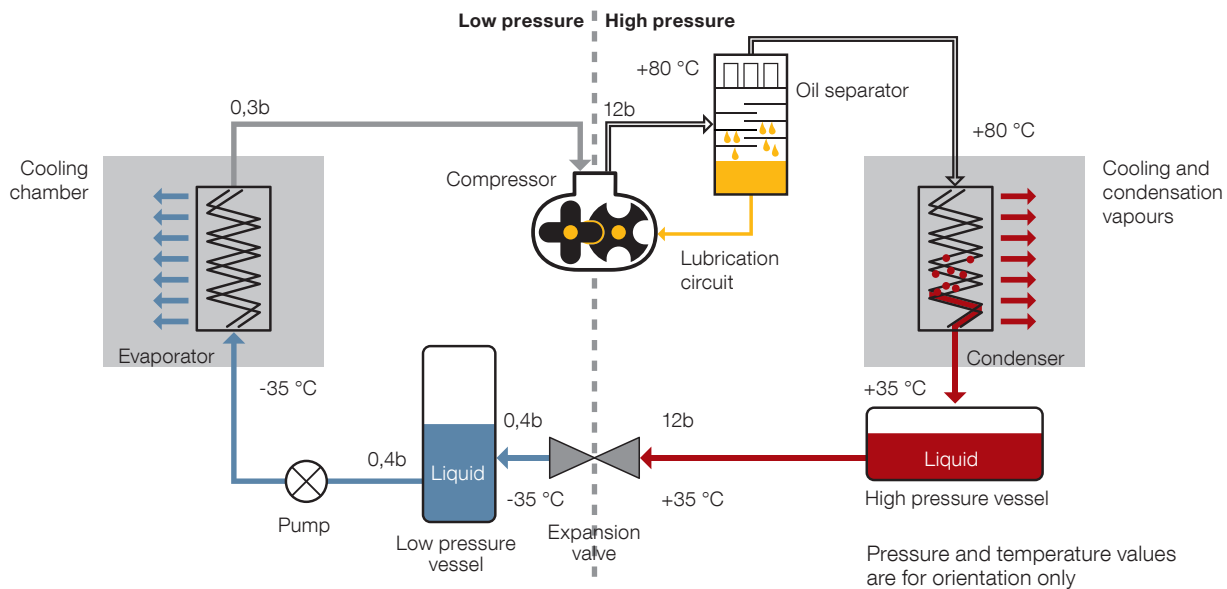 Low pressure
High pressure
+80 °C
Oil separator
0,3b
12b
+80 °C
Cooling
chamber
Compressor
Cooling and
condensation
vapours
Lubrication
circuit
Evaporator
Condenser
-35 °C
+35 °C
0,4b
12b
0,4b
Liquid
Liquid
-35 °C
+35 °C
High pressure vessel
Pump
Low pressure
vessel
Expansion
valve
Pressure and temperature values
are for orientation only